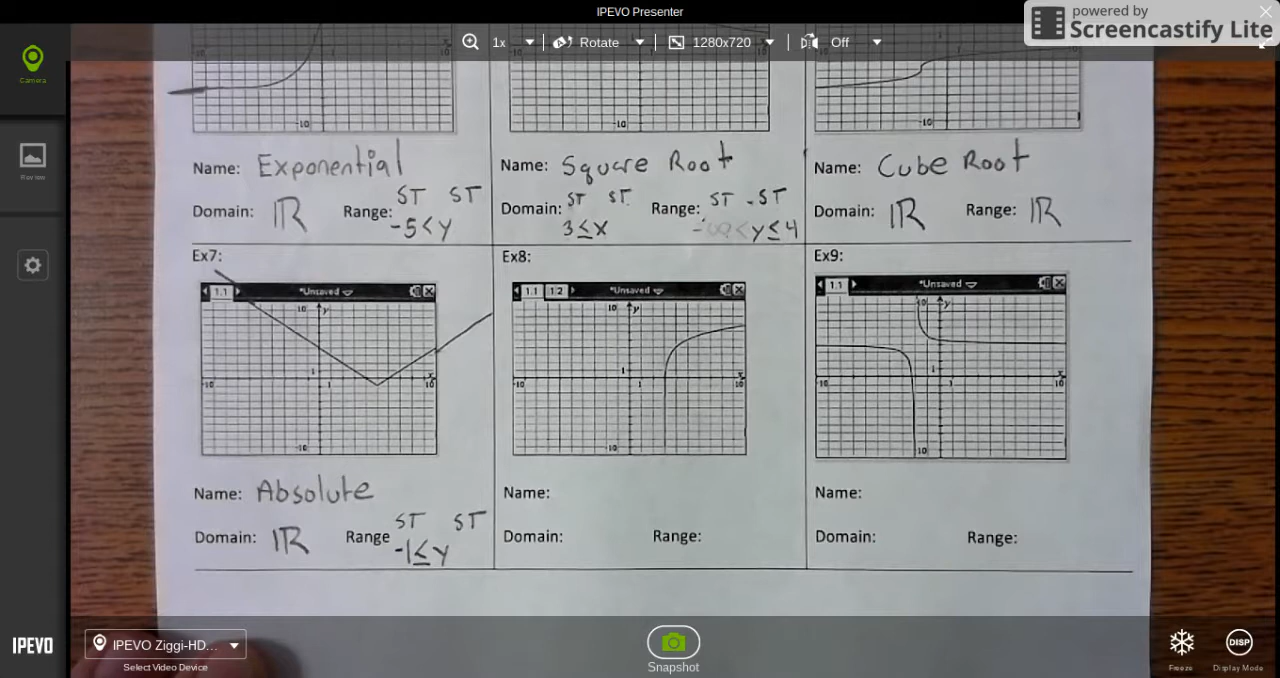 IPEVO Presenter
powered by
Screencastify Lite
1x Rotate 1280x720 Off
Camera
Review
-10
-10
-10
Name: Exponential
Domain: ℝ Range: ST ST
-5<y
Name: Square Root
Domain: ST ST Range: ST ST
3≤x y≤4
Name: Cube Root
Domain: ℝ Range: ℝ
Ex7:
1.1 *Unsaved
10 y
1 x
-10 1 10
-10
Name: Absolute
Domain: ℝ Range ST ST
-1≤y
Ex8:
1.1 1.2 *Unsaved
10 y
1 x
-10 1 10
-10
Name:
Domain: Range:
Ex9:
1.1 *Unsaved
10 y
1 x
-10 1 10
10
Name:
Domain: Range:
IPEVO
IPEVO Ziggi-HD...
Select Video Device
Snapshot
Freeze
DISP
Display Mode